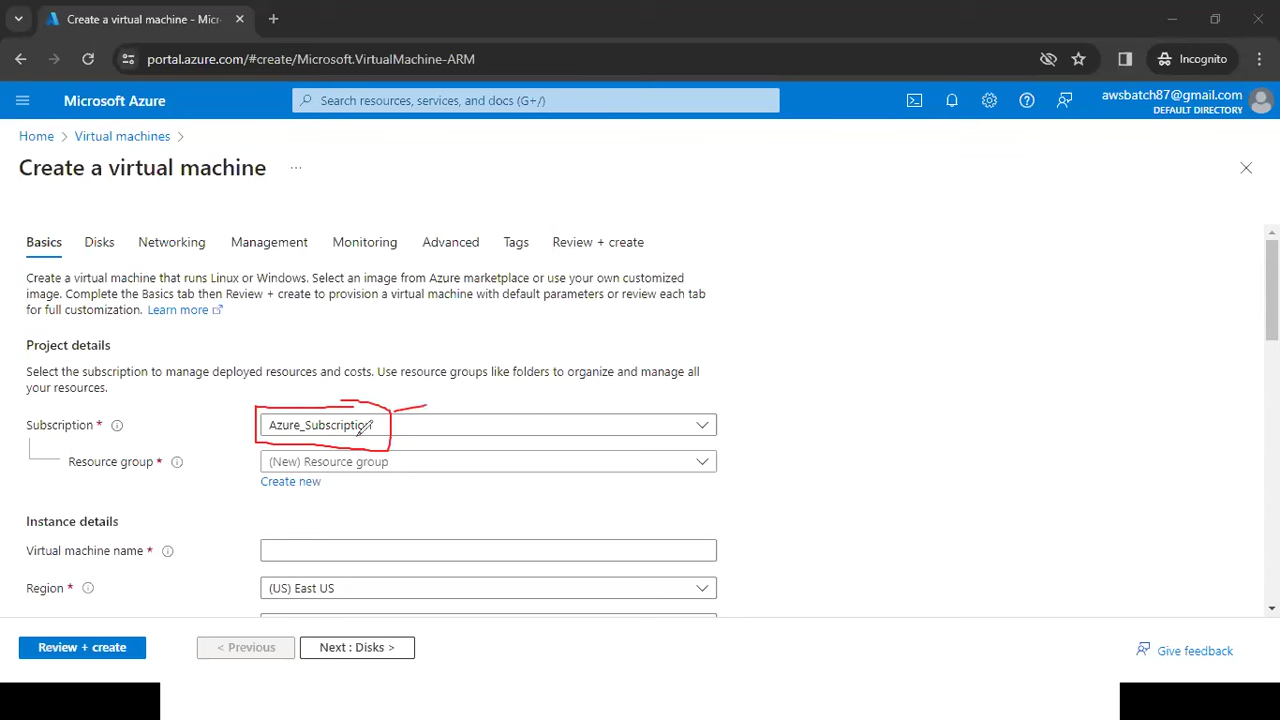 Create a virtual machine - Micr
portal.azure.com/#create/Microsoft.VirtualMachine-ARM
Incognito
Microsoft Azure
Search resources, services, and docs (G+/)
awsbatch87@gmail.com
DEFAULT DIRECTORY
Home > Virtual machines >
Create a virtual machine ...
Basics Disks Networking Management Monitoring Advanced Tags Review + create
Create a virtual machine that runs Linux or Windows. Select an image from Azure marketplace or use your own customized
image. Complete the Basics tab then Review + create to provision a virtual machine with default parameters or review each tab
for full customization. Learn more
Project details
Select the subscription to manage deployed resources and costs. Use resource groups like folders to organize and manage all
your resources.
Subscription * Azure_Subscription
Resource group * (New) Resource group
Create new
Instance details
Virtual machine name *
Region * (US) East US
Review + create < Previous Next : Disks > Give feedback